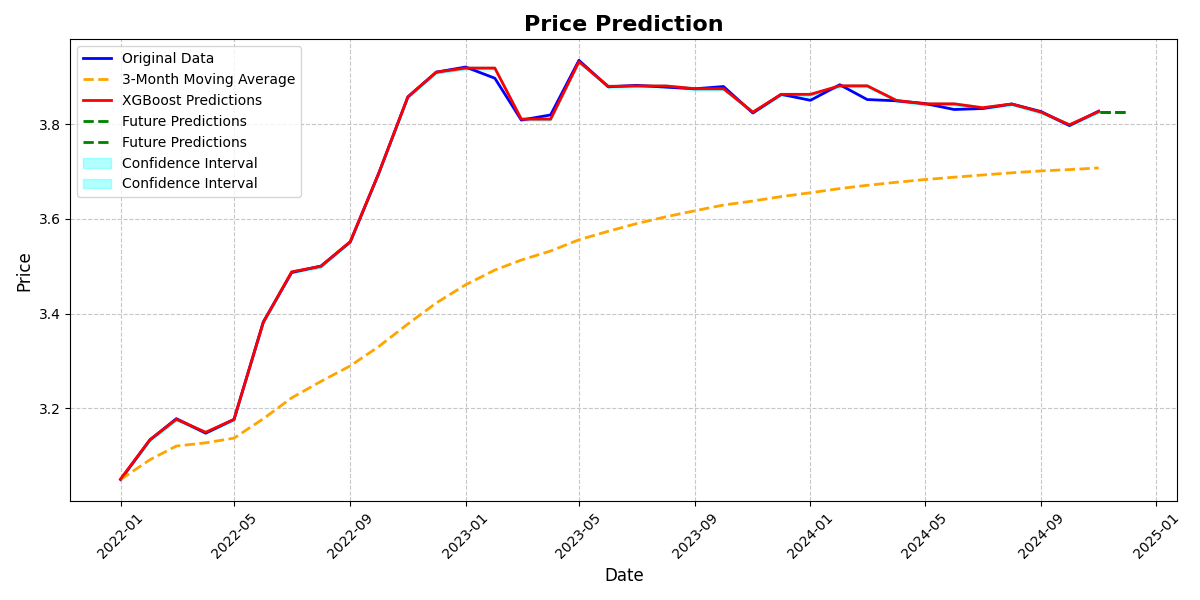 Price Prediction
Original Data
3-Month Moving Average
XGBoost Predictions
Future Predictions
Future Predictions
Confidence Interval
Confidence Interval
3.8
3.6
3.4
3.2
Price
2022-01
2022-05
2022-09
2023-01
2023-05
2023-09
2024-01
2024-05
2024-09
2025-01
Date